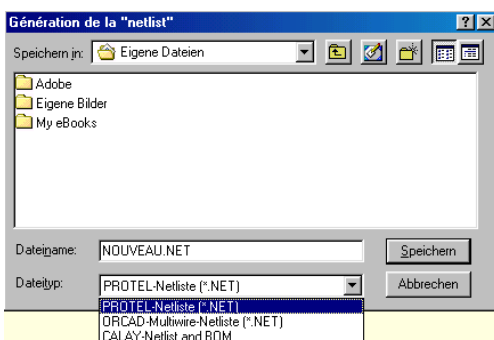 Génération de la "netlist"
Speichern in: Eigene Dateien
Adobe
Eigene Bilder
My eBooks
Dateiname: NOUVEAU.NET Speichern
Dateityp: PROTEL-Netliste (*.NET) Abbrechen
PROTEL-Netliste (*.NET)
ORCAD-Multiwire-Netliste (*.NET)
CALAY-Netlist and BOM